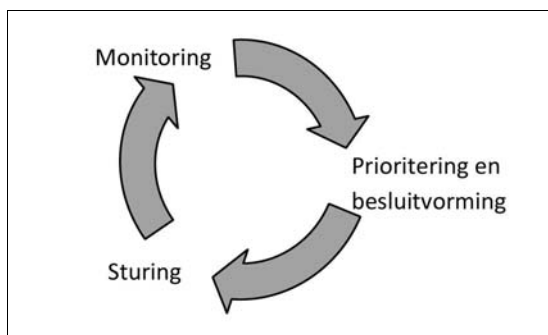 Monitoring
Prioritering en
besluitvorming
Sturing